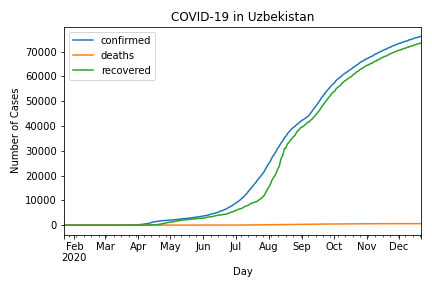 COVID-19 in Uzbekistan
confirmed
deaths
recovered
Number of Cases
70000
60000
50000
40000
30000
20000
10000
0
Feb Mar Apr May Jun Jul Aug Sep Oct Nov Dec
2020
Day